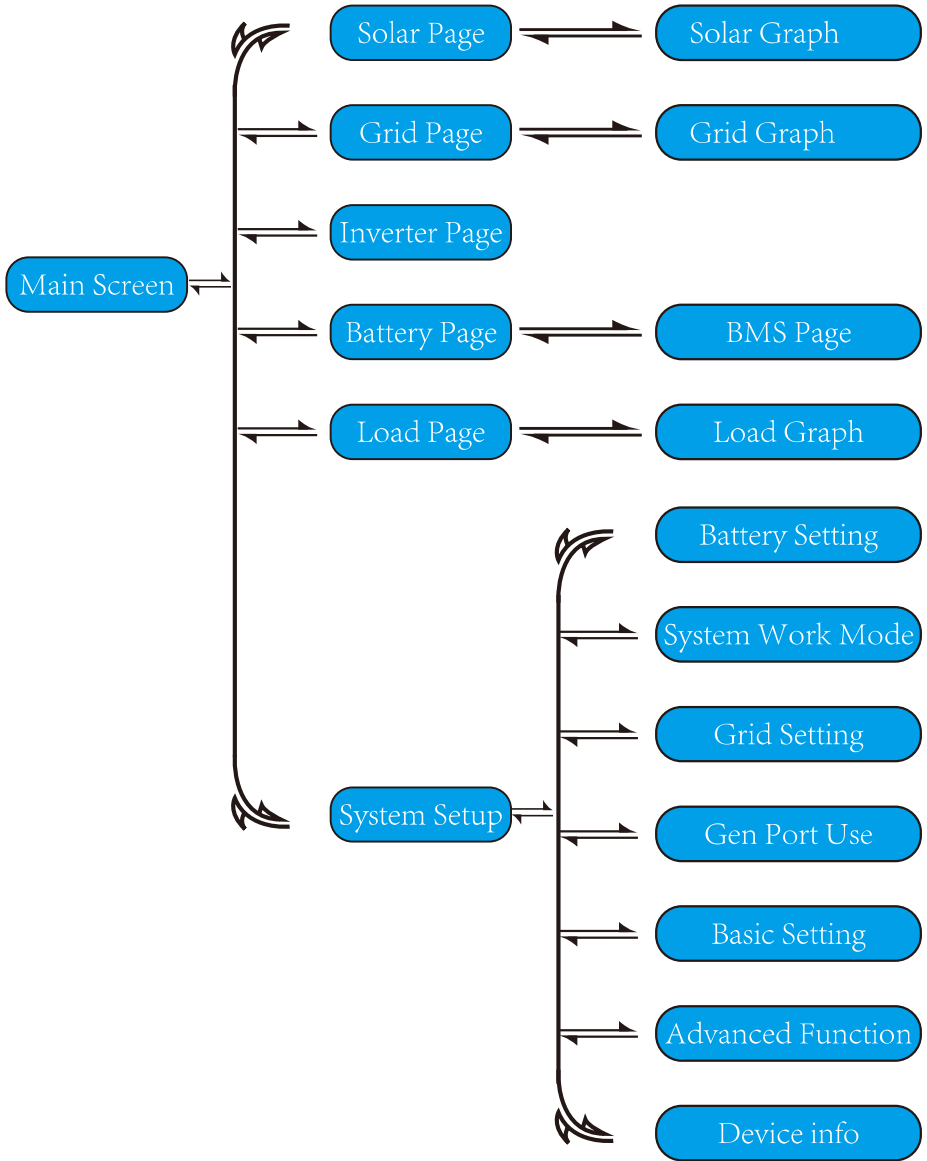 Solar Page
Solar Graph
Grid Page
Grid Graph
Inverter Page
Main Screen
Battery Page
BMS Page
Load Page
Load Graph
Battery Setting
System Work Mode
Grid Setting
System Setup
Gen Port Use
Basic Setting
Advanced Function
Device info